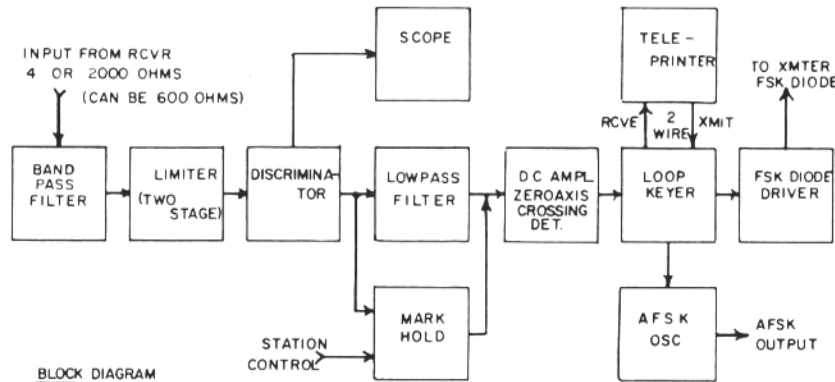 INPUT FROM RCVR
4 OR 2000 OHMS
(CAN BE 600 OHMS)
SCOPE
TELE-
PRINTER
TO XMTER
FSK DIODE
RCVE
2
WIRE
XMIT
BAND
PASS
FILTER
LIMITER
(TWO
STAGE)
DISCRIMINA-
TOR
LOWPASS
FILTER
DC AMPL.
ZEROAXIS
CROSSING
DET.
LOOP
KEYER
FSK DIODE
DRIVER
MARK
HOLD
STATION
CONTROL
AFSK
OSC
AFSK
OUTPUT
BLOCK DIAGRAM